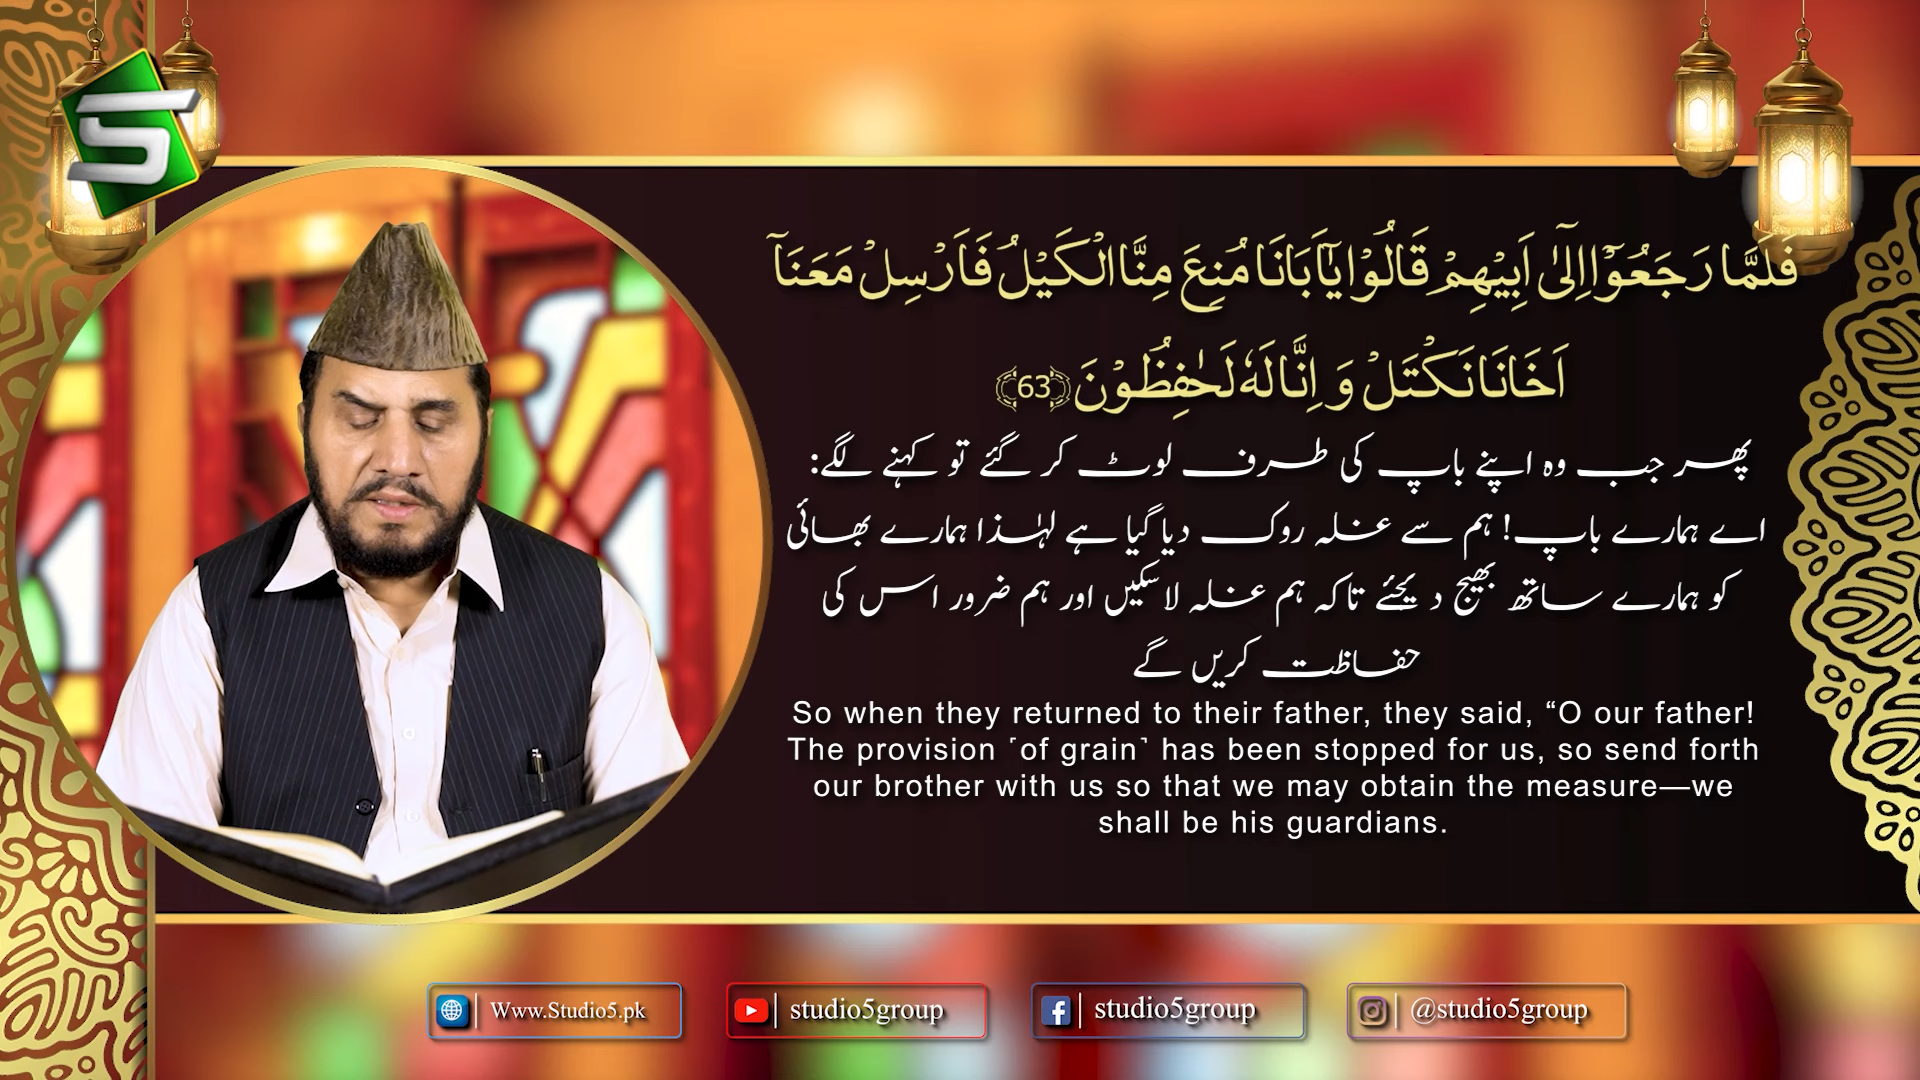 فَلَمَّا رَجَعُوْۤا اِلٰۤى اَبِیْهِمْ قَالُوْا یٰۤاَبَانَا مُنِعَ مِنَّا الْكَیْلُ فَاَرْسِلْ مَعَنَاۤ
اَخَانَا نَكْتَلْ وَ اِنَّا لَهٗ لَحٰفِظُوْنَ ﴿63﴾
پھر جب وہ اپنے باپ کی طرف لوٹ کر گئے تو کہنے لگے:
اے ہمارے باپ! ہم سے غلہ روک دیا گیا ہے لہٰذا ہمارے بھائی
کو ہمارے ساتھ بھیج دیجئے تاکہ ہم غلہ لاسکیں اور ہم ضرور اس کی
حفاظت کریں گے
So when they returned to their father, they said, “O our father!
The provision ˹of grain˺ has been stopped for us, so send forth
our brother with us so that we may obtain the measure—we
shall be his guardians.
Www.Studio5.pk
studio5group
studio5group
@studio5group